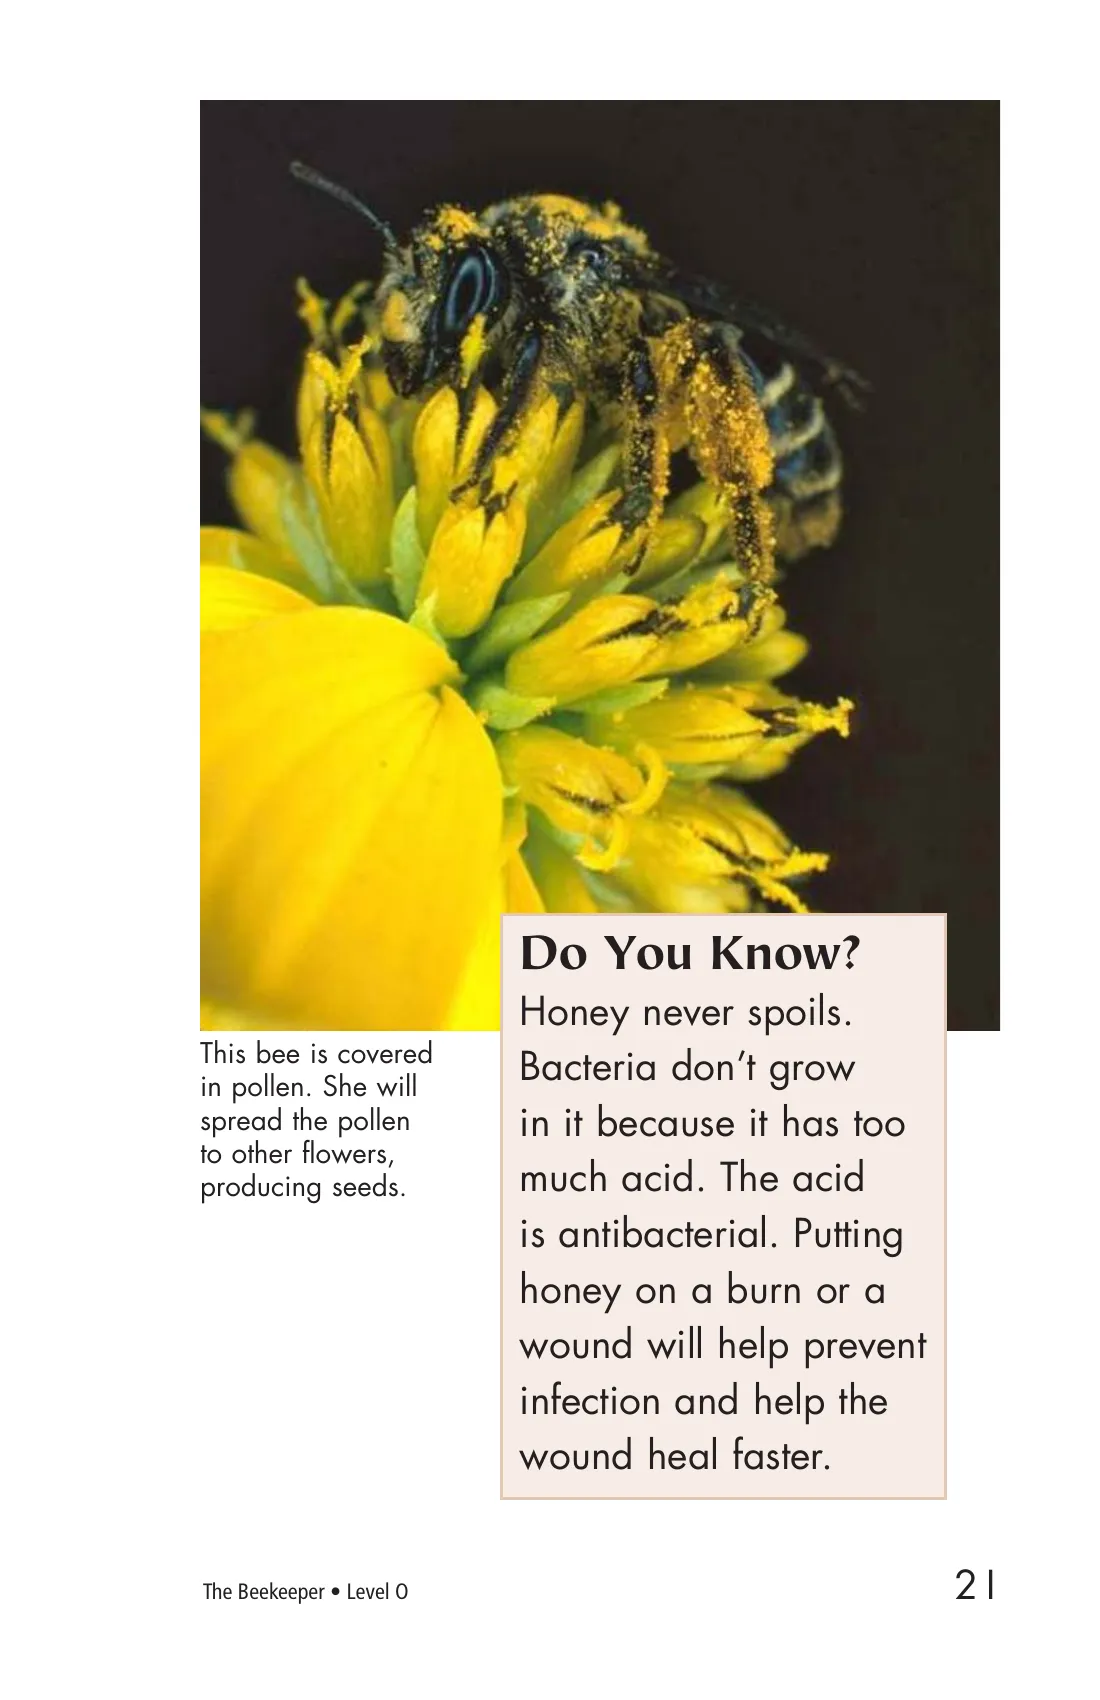 This bee is covered
in pollen. She will
spread the pollen
to other flowers,
producing seeds.
Do You Know?
Honey never spoils.
Bacteria don’t grow
in it because it has too
much acid. The acid
is antibacterial. Putting
honey on a burn or a
wound will help prevent
infection and help the
wound heal faster.
The Beekeeper • Level O
21